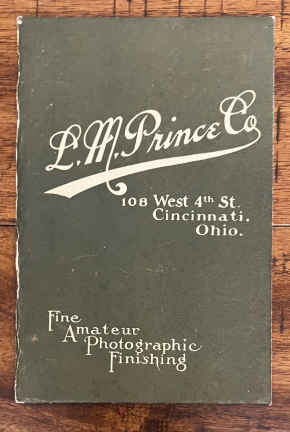 L. M. Prince Co
108 West 4th St.
Cincinnati.
Ohio.
Fine
Amateur
Photographic
Finishing